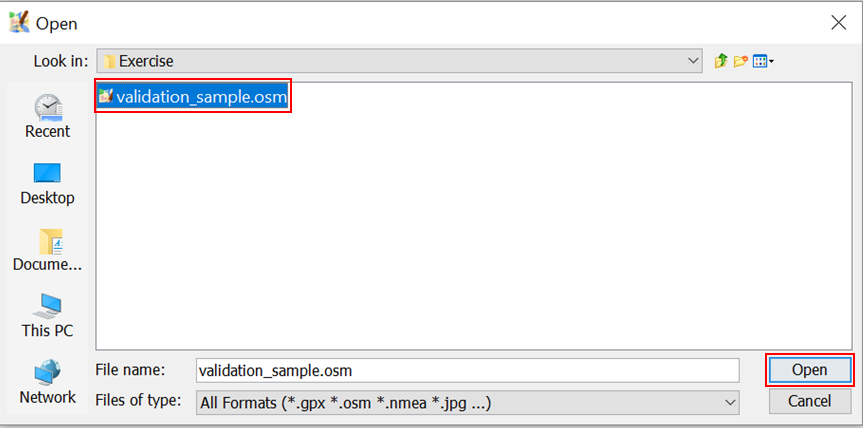 Open
Look in: Exercise
validation_sample.osm
Recent
Desktop
Docume...
This PC
Network
File name: validation_sample.osm Open
Files of type: All Formats (*.gpx *.osm *.nmea *.jpg ...) Cancel